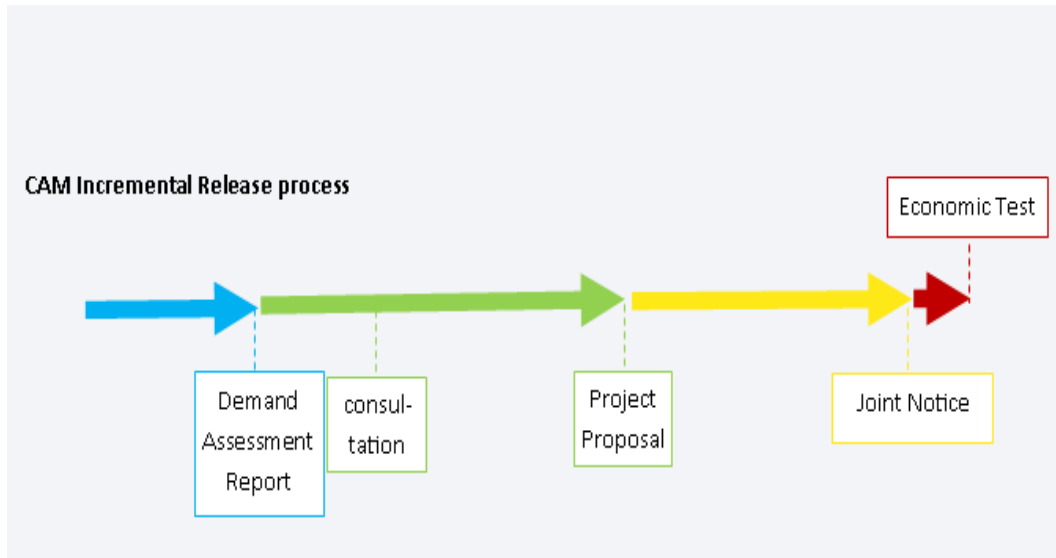 CAM Incremental Release process
Economic Test
Demand
Assessment
Report
consul-
tation
Project
Proposal
Joint Notice